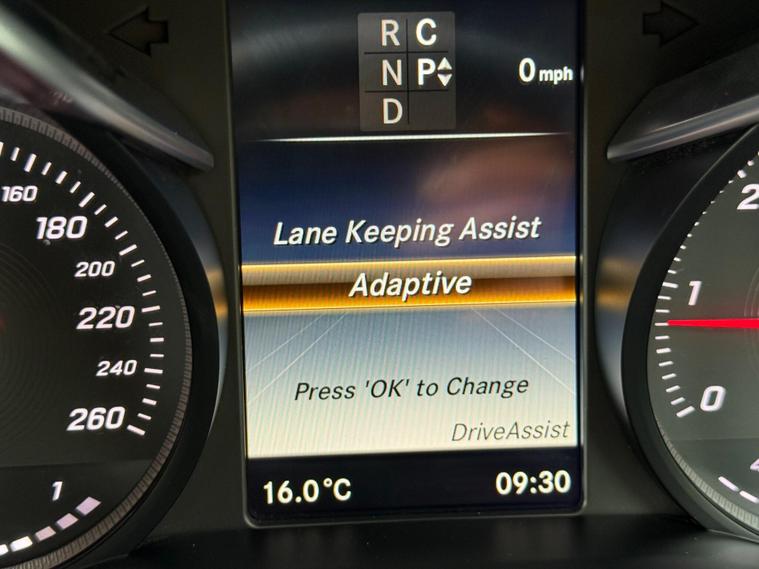 R C
N P 0 mph
D
160
180
200
220
240
260
1
Lane Keeping Assist
Adaptive
Press 'OK' to Change
DriveAssist
16.0°C 09:30
2
1
0